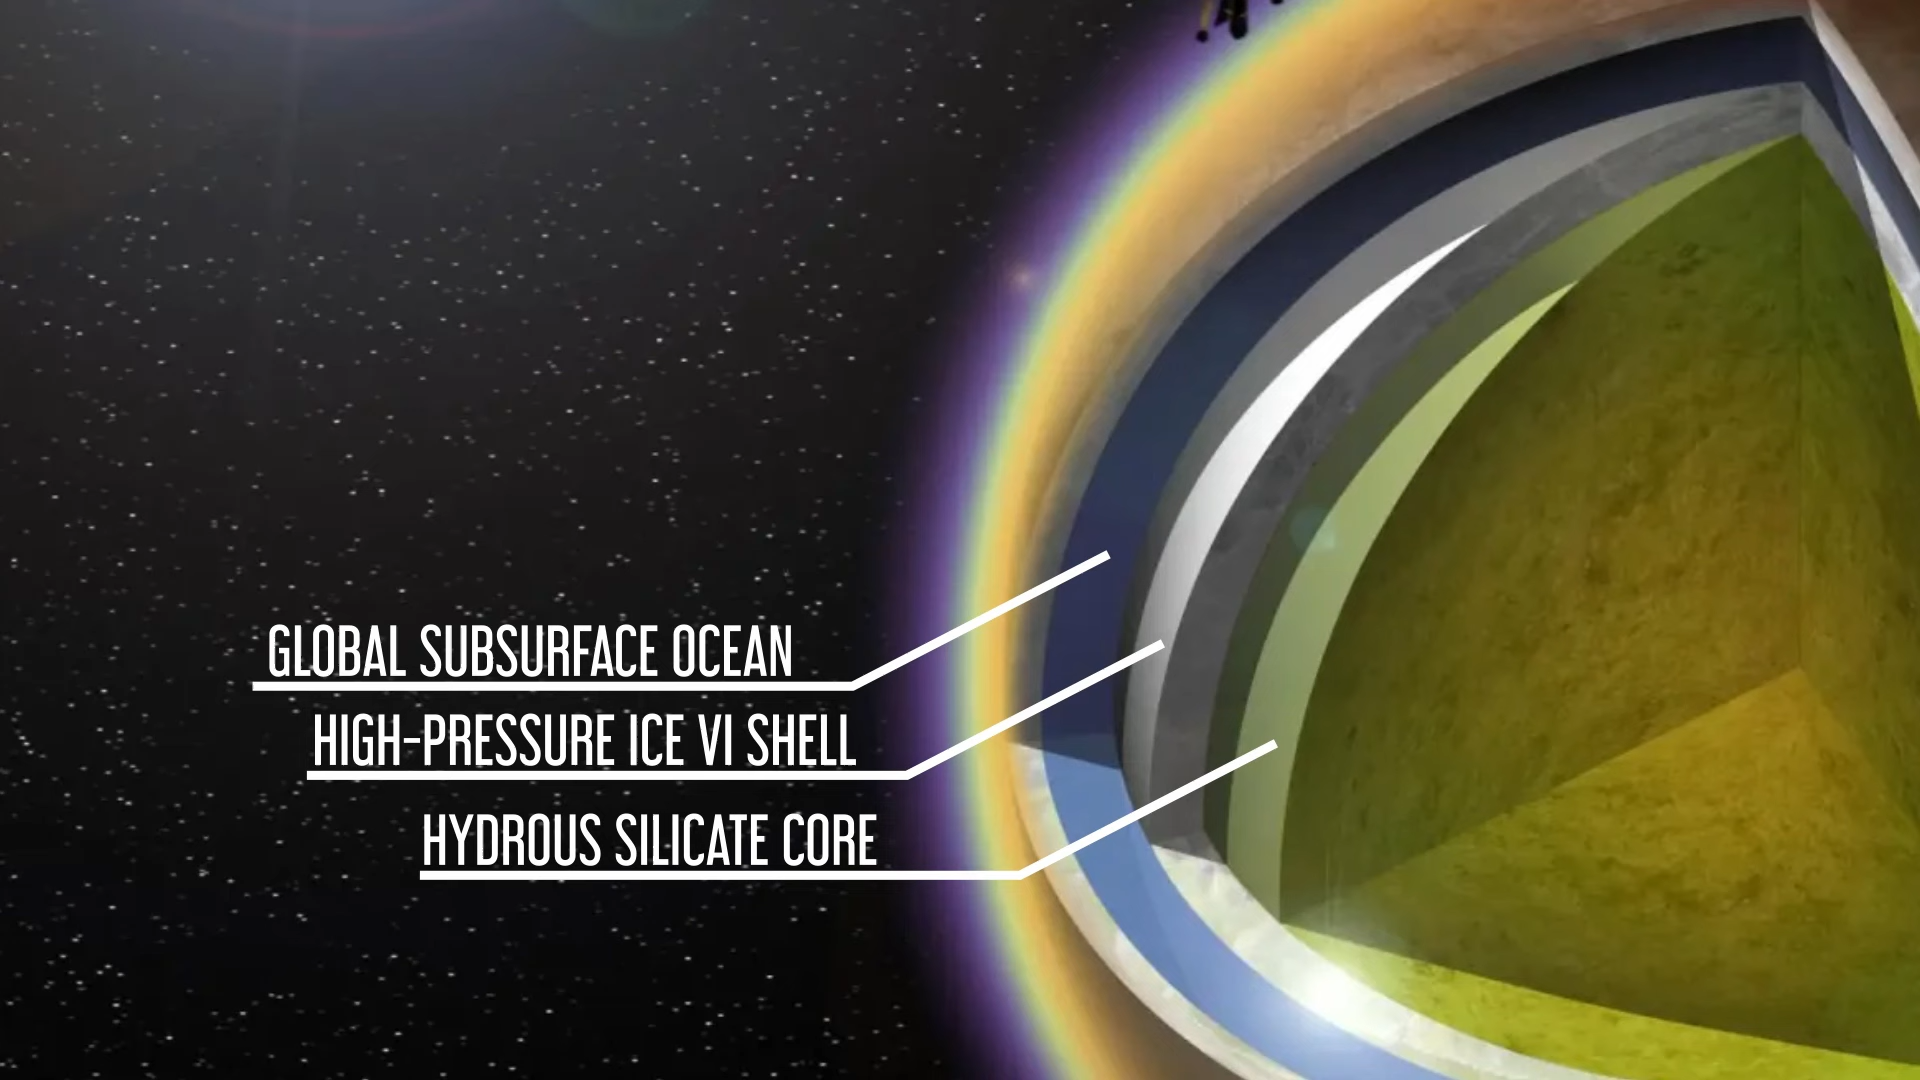 GLOBAL SUBSURFACE OCEAN
HIGH-PRESSURE ICE VI SHELL
HYDROUS SILICATE CORE